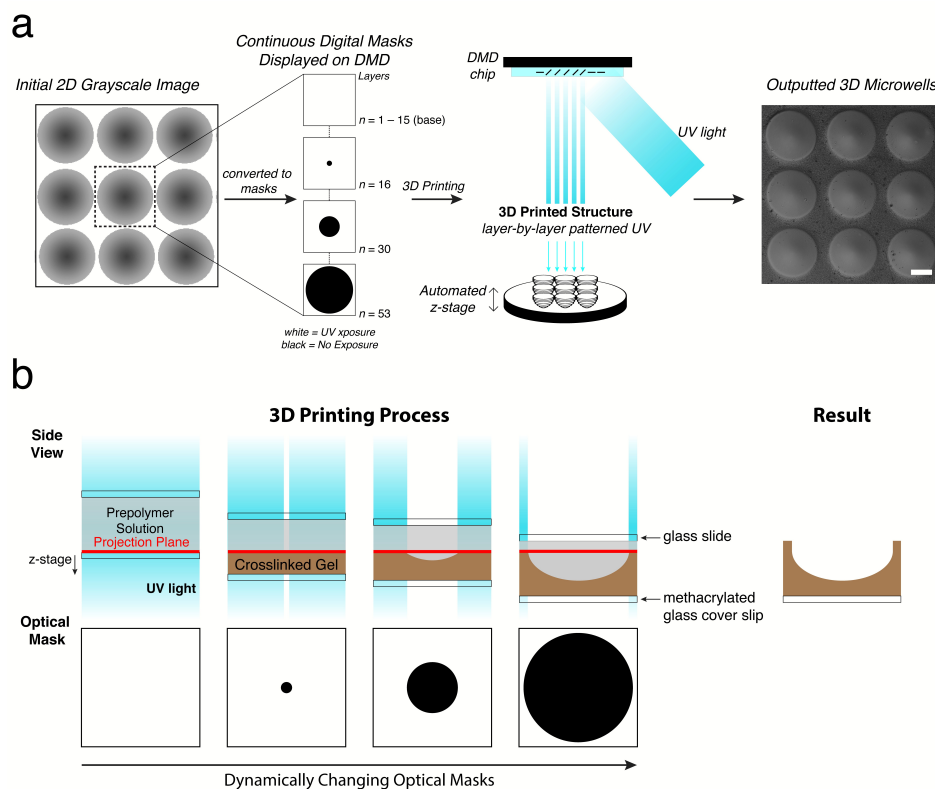 a
Initial 2D Grayscale Image
converted to
masks
Continuous Digital Masks
Displayed on DMD
Layers
n = 1 – 15 (base)
n = 16
n = 30
n = 53
white = UV xposure
black = No Exposure
3D Printing
DMD
chip
UV light
3D Printed Structure
layer-by-layer patterned UV
Automated
z-stage
Outputted 3D Microwells
b
3D Printing Process
Result
Side
View
Prepolymer
Solution
Projection Plane
z-stage
UV light
Crosslinked Gel
glass slide
methacrylated
glass cover slip
Optical
Mask
Dynamically Changing Optical Masks